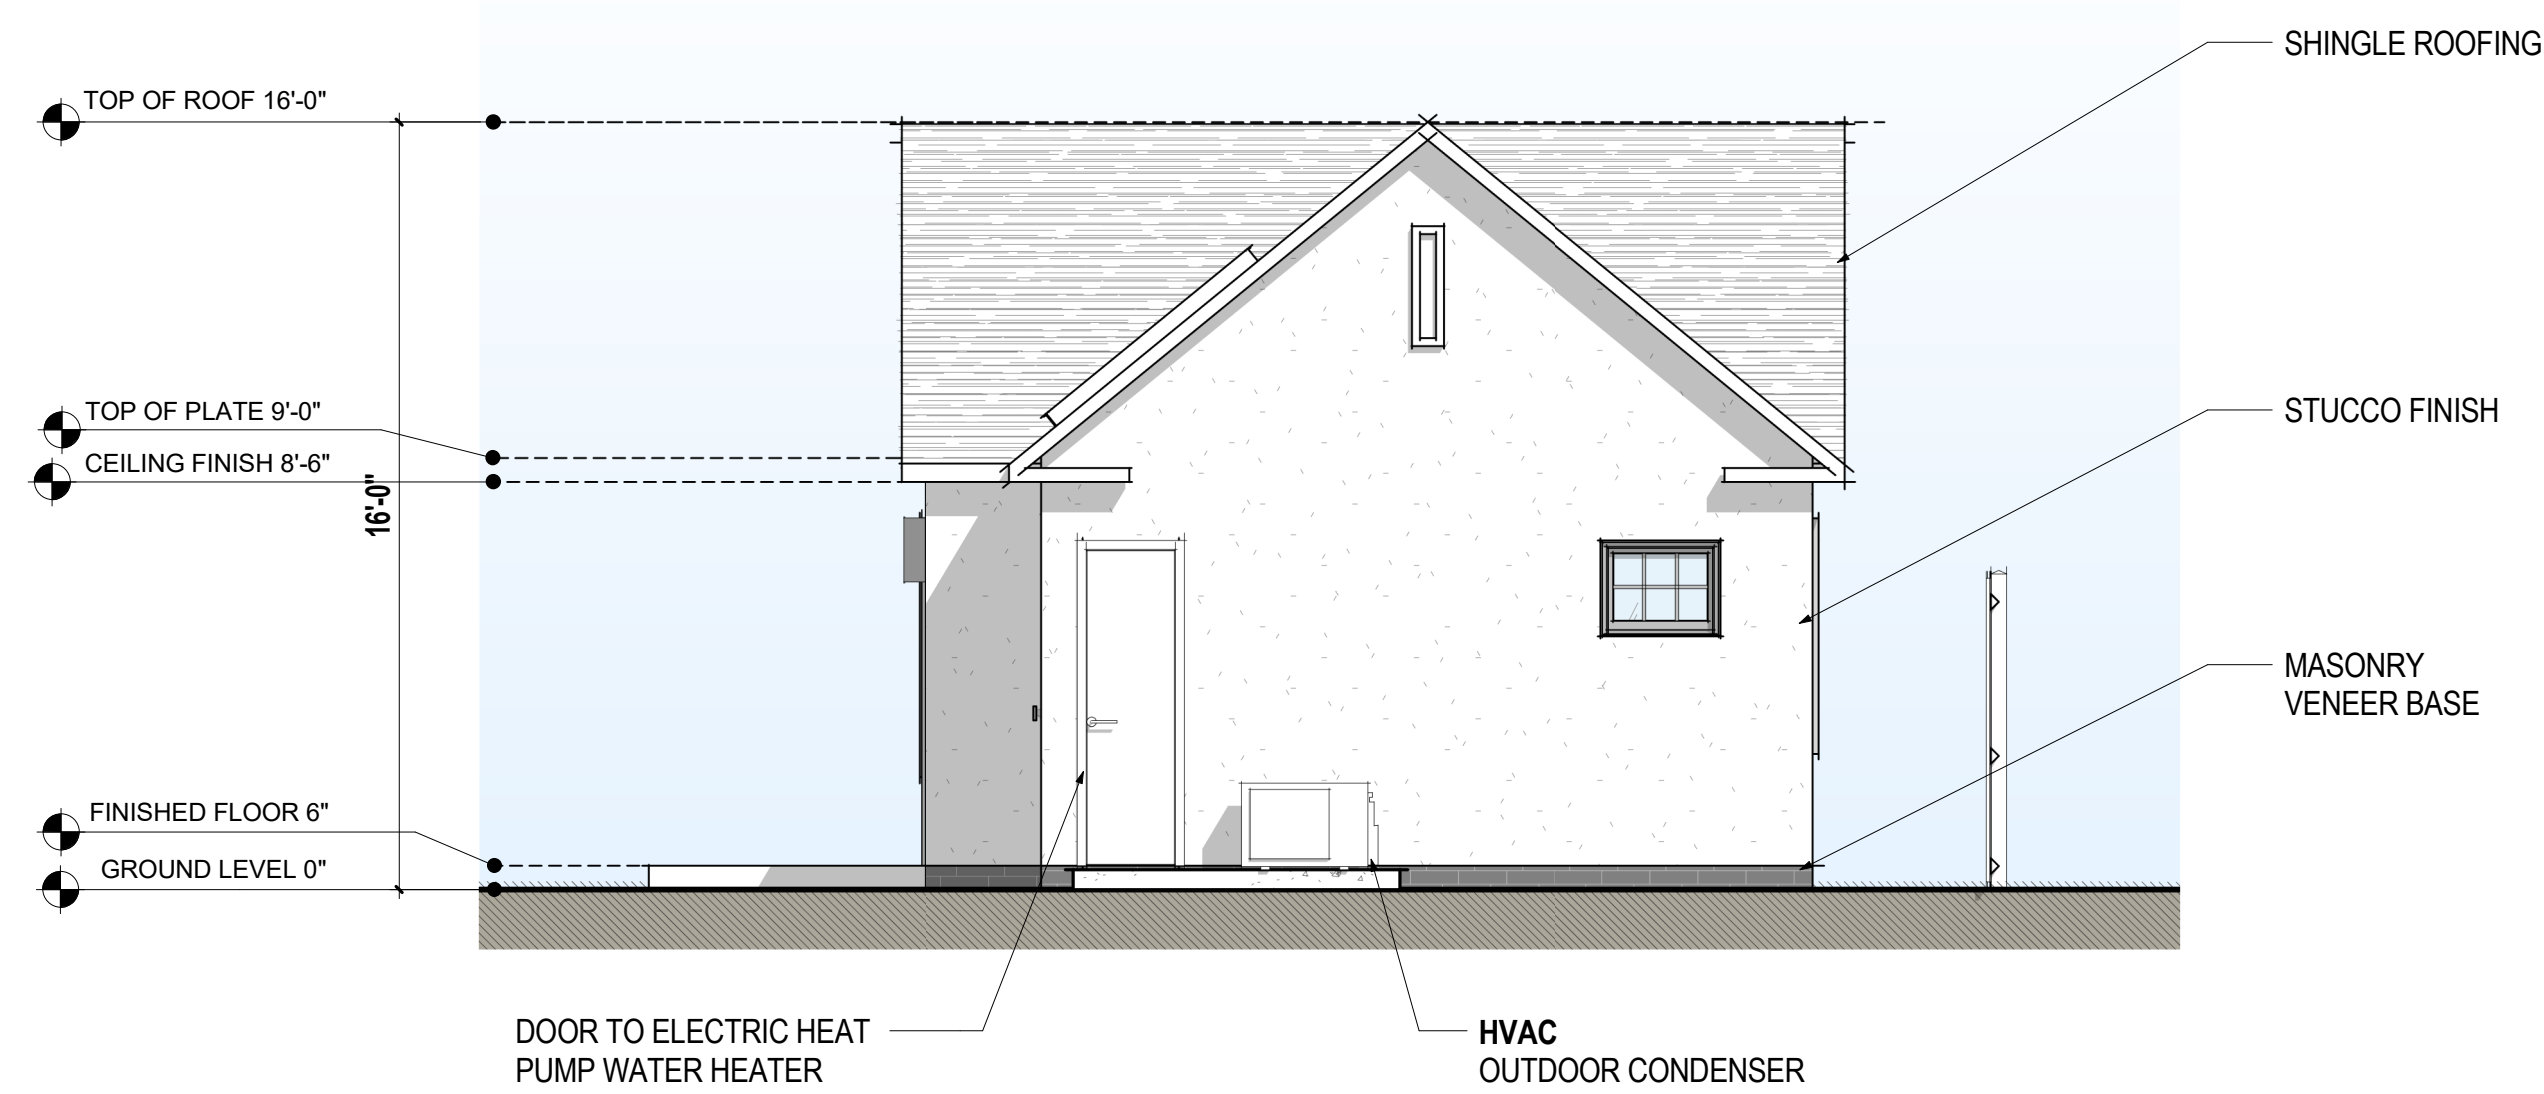 SHINGLE ROOFING
TOP OF ROOF 16'-0"
TOP OF PLATE 9'-0"
STUCCO FINISH
CEILING FINISH 8'-6"
16'-0"
MASONRY
VENEER BASE
FINISHED FLOOR 6"
GROUND LEVEL 0"
DOOR TO ELECTRIC HEAT
PUMP WATER HEATER
HVAC
OUTDOOR CONDENSER